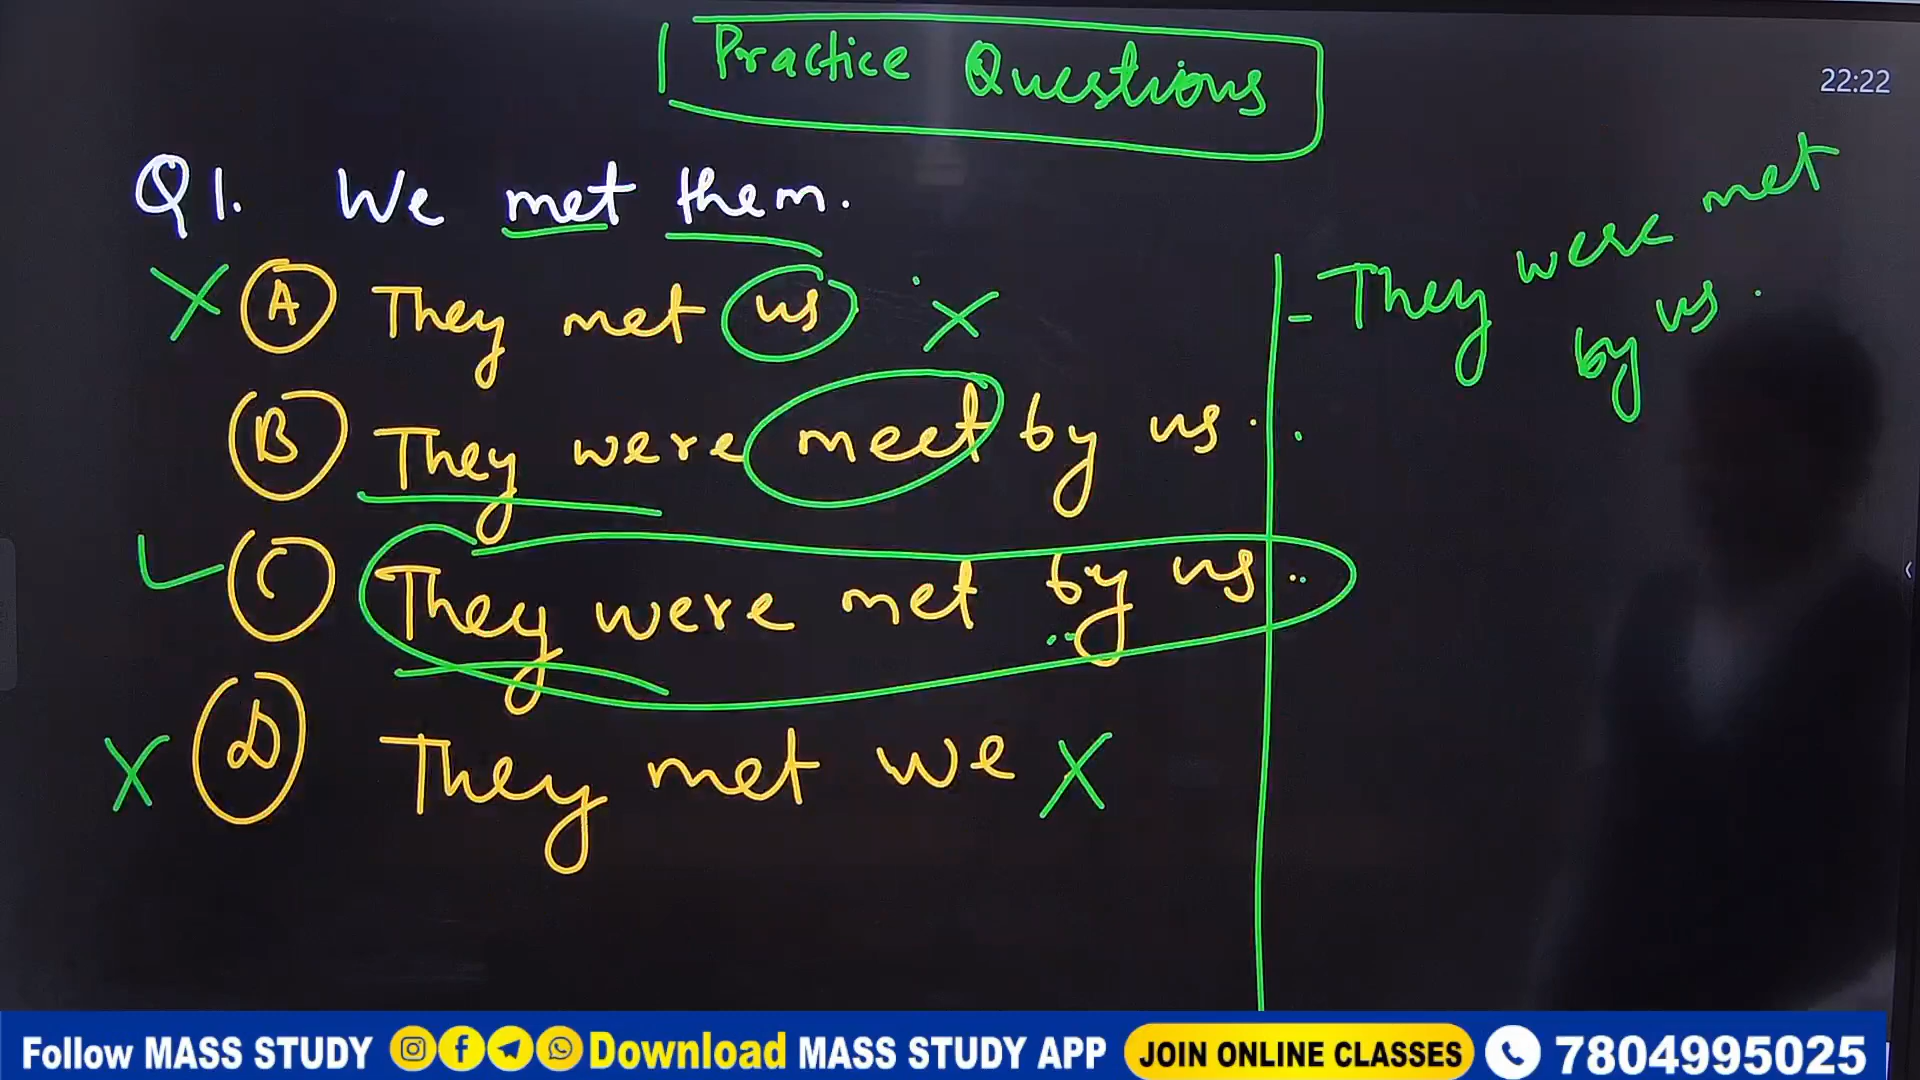 Practice Questions
22:22
Q1. We met them.
X A They met us X
B They were meet by us.
C They were met by us.
X D They met we X
- They were met
by us.
Follow MASS STUDY Download MASS STUDY APP JOIN ONLINE CLASSES 7804995025